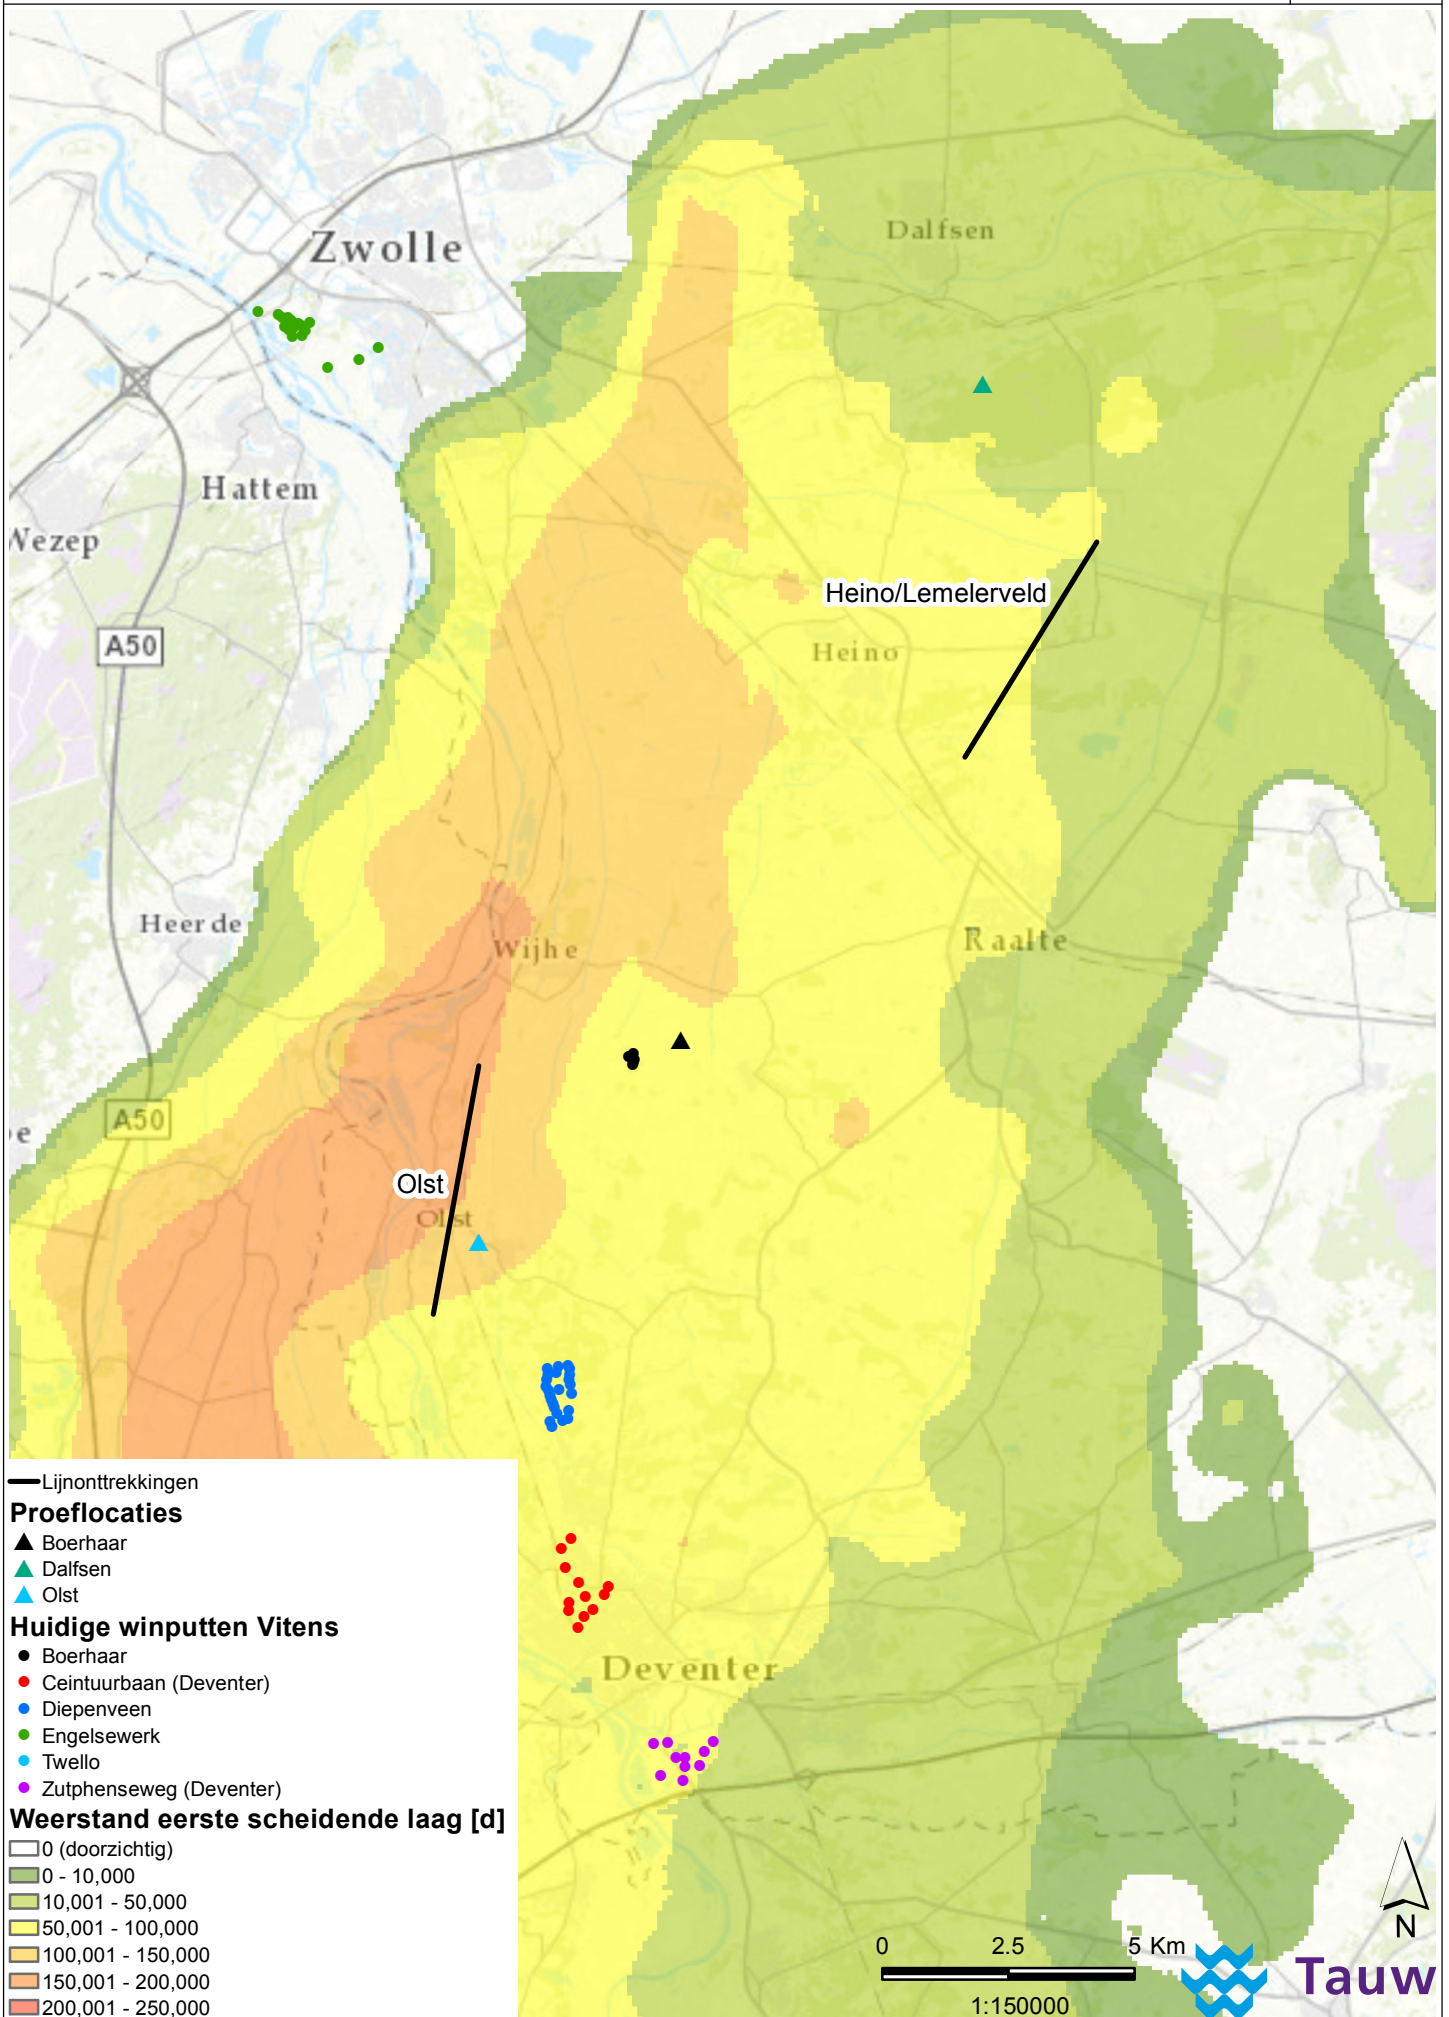 Zwolle
Dalfsen
Hattem
Wezep
Heino/Lemelerveld
A50
Heino
Heerde
Wijhe
Raalte
A50
e
Olst
Olst
Lijnonttrekkingen
Proeflocaties
Boerhaar
Dalfsen
Olst
Huidige winputten Vitens
Boerhaar
Ceintuurbaan (Deventer)
Diepenveen
Engelsewerk
Twello
Zutphenseweg (Deventer)
Weerstand eerste scheidende laag [d]
0 (doorzichtig)
0 - 10,000
10,001 - 50,000
50,001 - 100,000
100,001 - 150,000
150,001 - 200,000
200,001 - 250,000
Deventer
N
0 2.5 5 Km
1:150000
Tauw